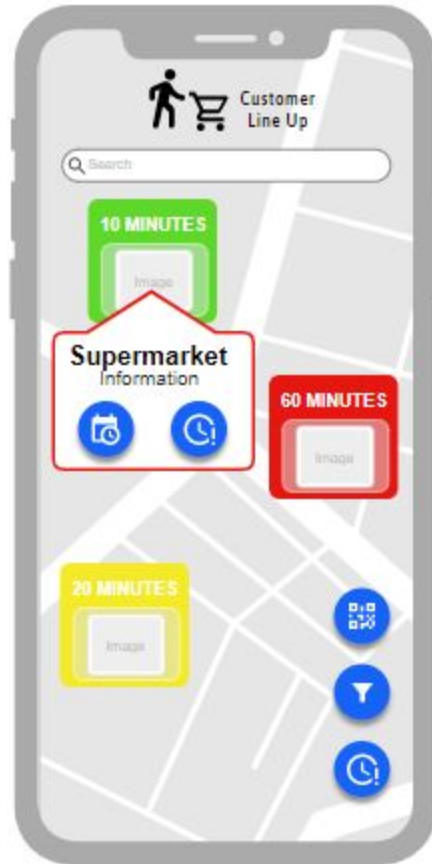 Customer
Line Up
Search
10 MINUTES
Image
Supermarket
Information
60 MINUTES
Image
20 MINUTES
Image